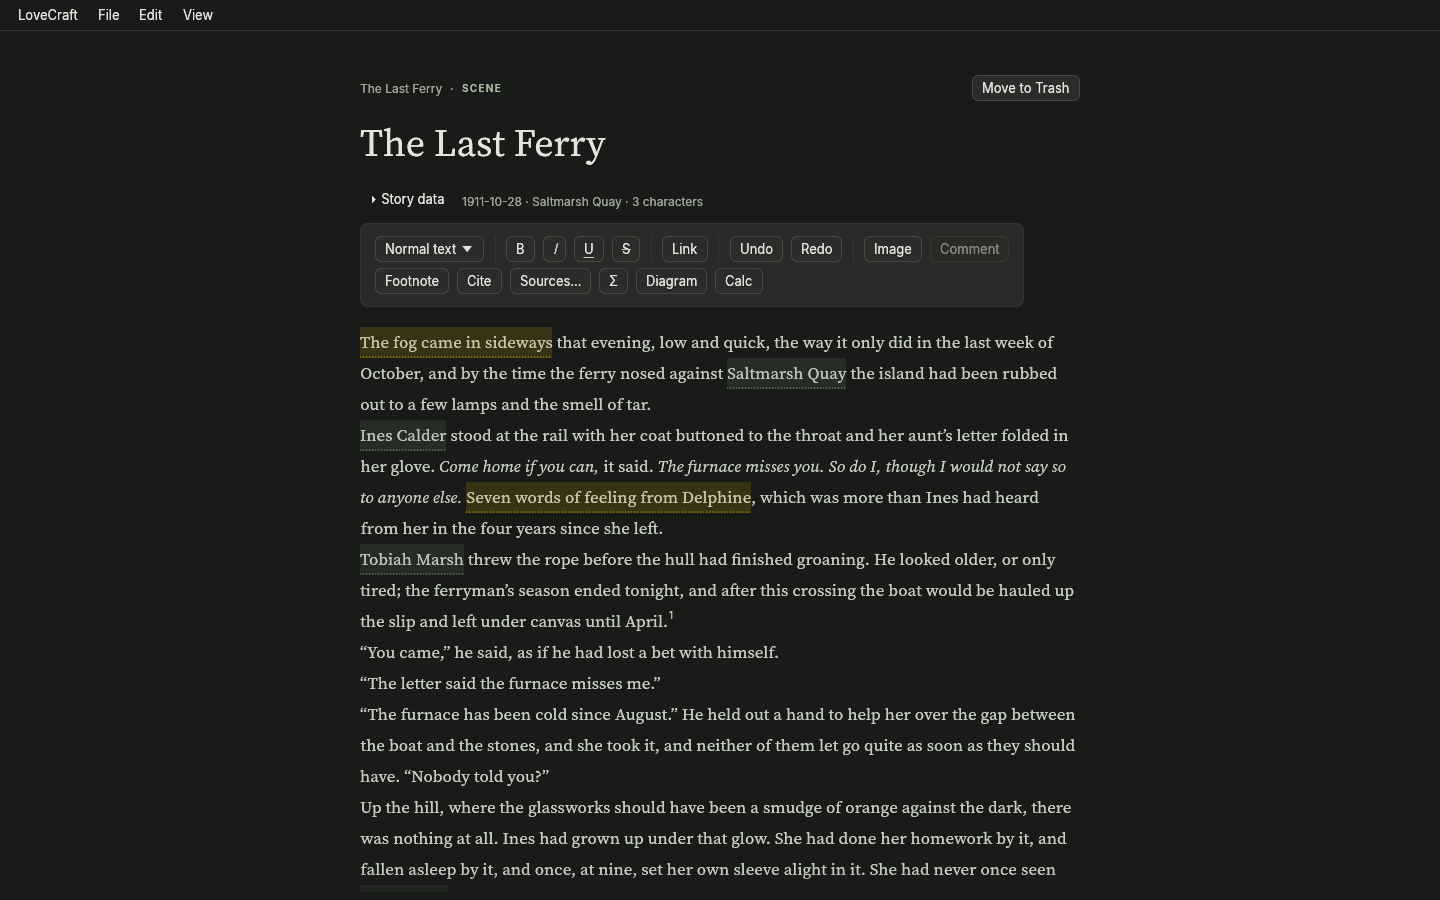 LoveCraft File Edit View
The Last Ferry · SCENE
Move to Trash
The Last Ferry
Story data 1911-10-28 · Saltmarsh Quay · 3 characters
Normal text B I U S Link Undo Redo Image Comment
Footnote Cite Sources... Σ Diagram Calc
The fog came in sideways that evening, low and quick, the way it only did in the last week of
October, and by the time the ferry nosed against Saltmarsh Quay the island had been rubbed
out to a few lamps and the smell of tar.
Ines Calder stood at the rail with her coat buttoned to the throat and her aunt’s letter folded in
her glove. Come home if you can, it said. The furnace misses you. So do I, though I would not say so
to anyone else. Seven words of feeling from Delphine, which was more than Ines had heard
from her in the four years since she left.
Tobiah Marsh threw the rope before the hull had finished groaning. He looked older, or only
tired; the ferryman’s season ended tonight, and after this crossing the boat would be hauled up
the slip and left under canvas until April.1
“You came,” he said, as if he had lost a bet with himself.
“The letter said the furnace misses me.”
“The furnace has been cold since August.” He held out a hand to help her over the gap between
the boat and the stones, and she took it, and neither of them let go quite as soon as they should
have. “Nobody told you?”
Up the hill, where the glassworks should have been a smudge of orange against the dark, there
was nothing at all. Ines had grown up under that glow. She had done her homework by it, and
fallen asleep by it, and once, at nine, set her own sleeve alight in it. She had never once seen